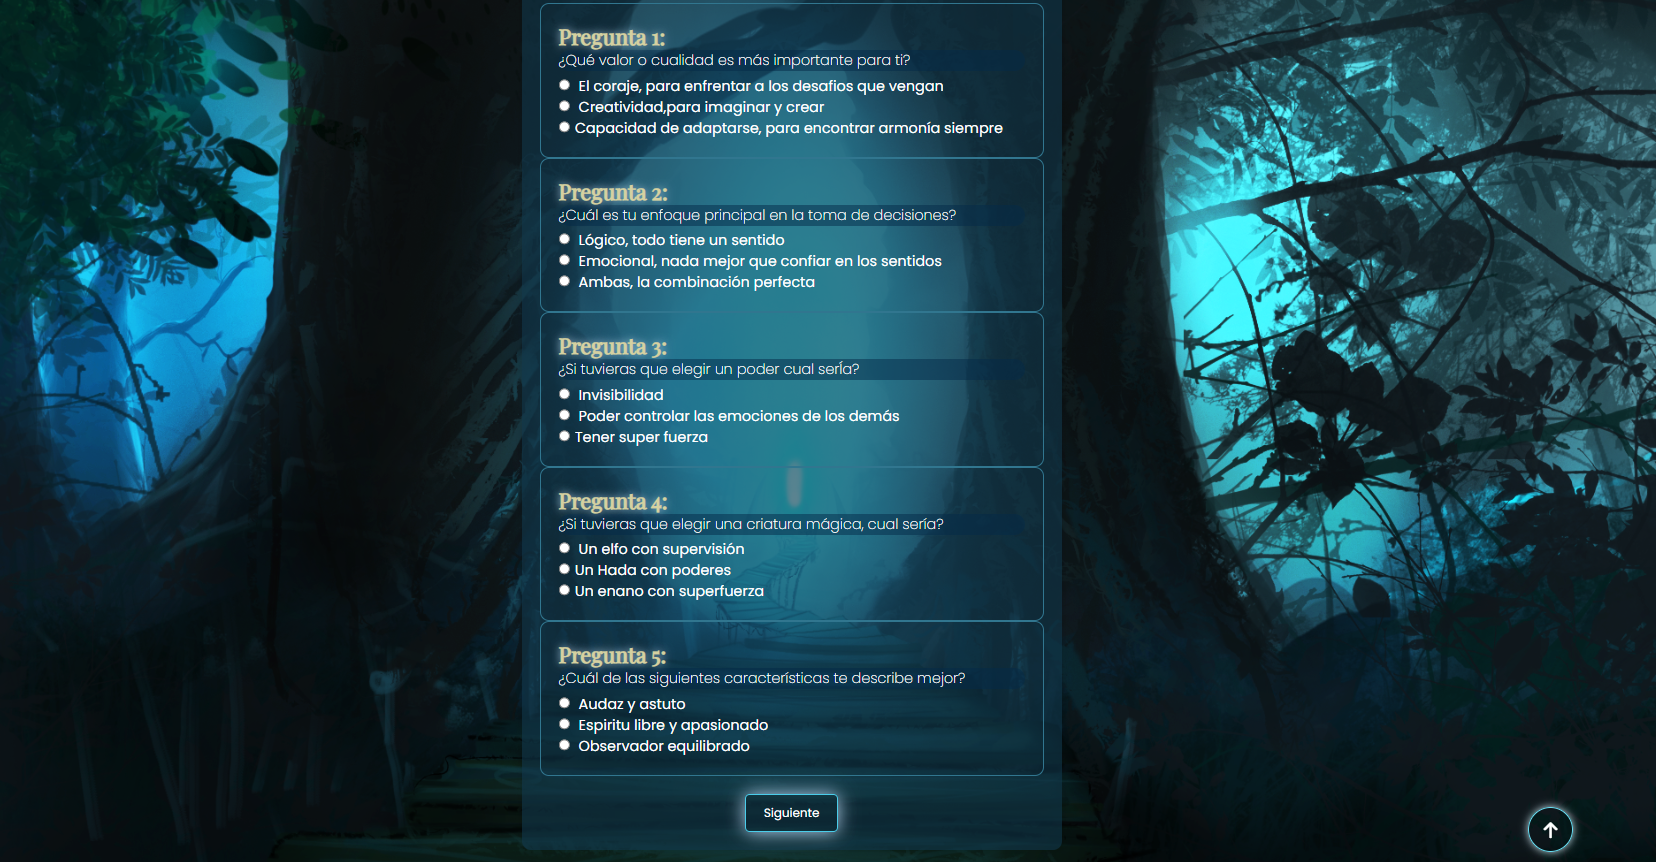 Pregunta 1:
¿Qué valor o cualidad es más importante para ti?
El coraje, para enfrentar a los desafios que vengan
Creatividad,para imaginar y crear
Capacidad de adaptarse, para encontrar armonía siempre
Pregunta 2:
¿Cuál es tu enfoque principal en la toma de decisiones?
Lógico, todo tiene un sentido
Emocional, nada mejor que confiar en los sentidos
Ambas, la combinación perfecta
Pregunta 3:
¿Si tuvieras que elegir un poder cual serÍa?
Invisibilidad
Poder controlar las emociones de los demás
Tener super fuerza
Pregunta 4:
¿Si tuvieras que elegir una criatura mágica, cual sería?
Un elfo con supervisión
Un Hada con poderes
Un enano con superfuerza
Pregunta 5:
¿Cuál de las siguientes características te describe mejor?
Audaz y astuto
Espiritu libre y apasionado
Observador equilibrado
Siguiente